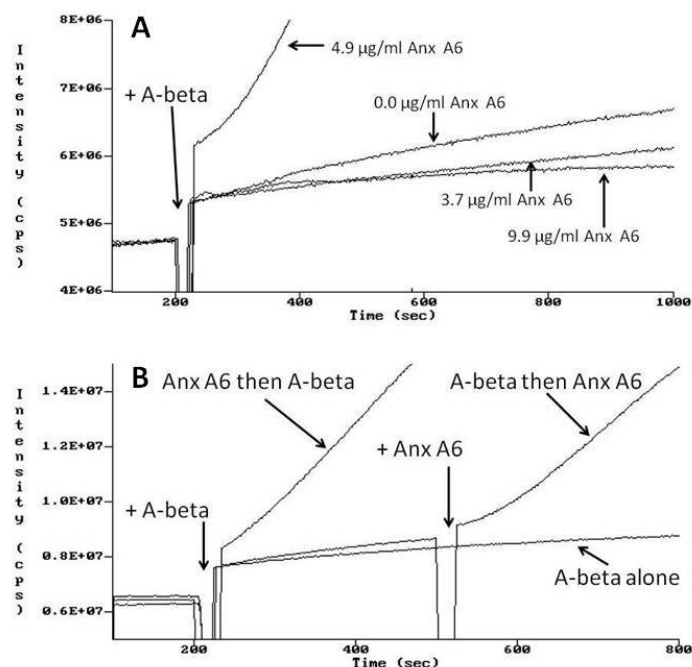 A
Intensity (cps)
8E+06
7E+06
6E+06
5E+06
4E+06
+ A-beta
4.9 µg/ml Anx A6
0.0 µg/ml Anx A6
3.7 µg/ml Anx A6
9.9 µg/ml Anx A6
200
400
600
800
1000
Time (sec)
B
Intensity (cps)
1.4E+07
1.2E+07
1.0E+07
0.8E+07
0.6E+07
Anx A6 then A-beta
A-beta then Anx A6
+ Anx A6
+ A-beta
A-beta alone
200
400
600
800
Time (sec)